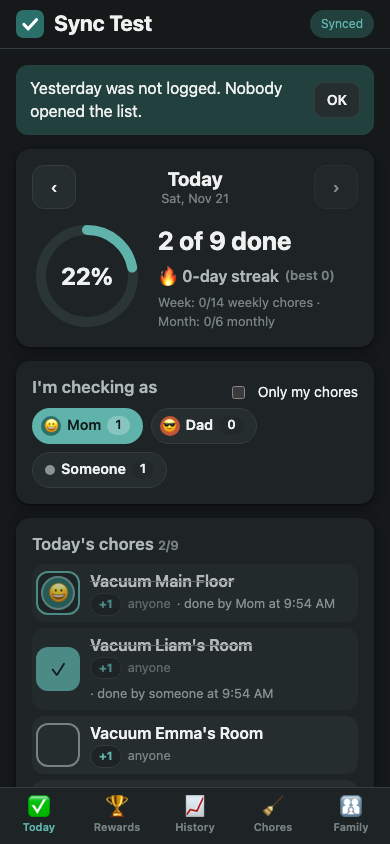 Sync Test
Synced
Yesterday was not logged. Nobody
opened the list.
OK
‹
Today
›
Sat, Nov 21
22%
2 of 9 done
🔥 0-day streak (best 0)
Week: 0/14 weekly chores ·
Month: 0/6 monthly
I'm checking as
Only my chores
Mom 1
Dad 0
Someone 1
Today's chores 2/9
Vacuum Main Floor
+1 anyone · done by Mom at 9:54 AM
Vacuum Liam's Room
+1 anyone
· done by someone at 9:54 AM
Vacuum Emma's Room
+1 anyone
Today
Rewards
History
Chores
Family